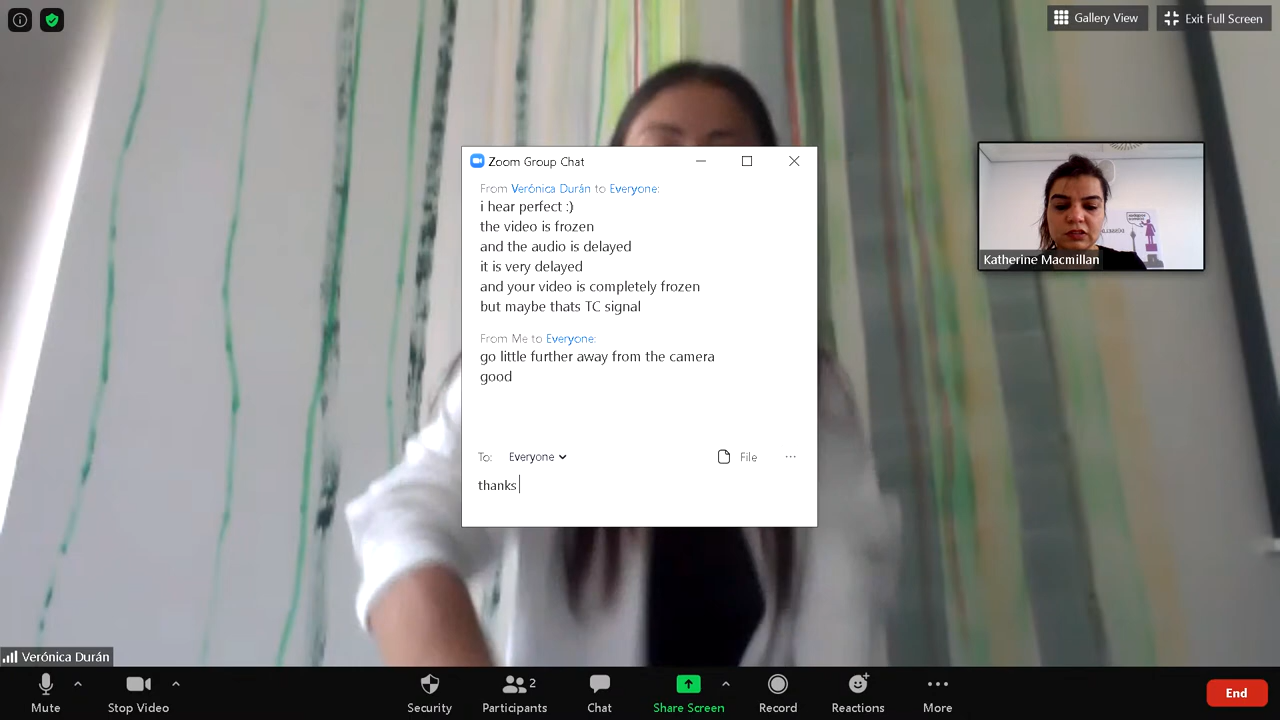 Gallery View
Exit Full Screen
Zoom Group Chat
From Verónica Durán to Everyone:
i hear perfect :)
the video is frozen
and the audio is delayed
it is very delayed
and your video is completely frozen
but maybe thats TC signal
From Me to Everyone:
go little further away from the camera
good
To: Everyone File ...
thanks
Katherine Macmillan
Verónica Durán
Mute
Stop Video
Security
Participants 2
Chat
Share Screen
Record
Reactions
More
End